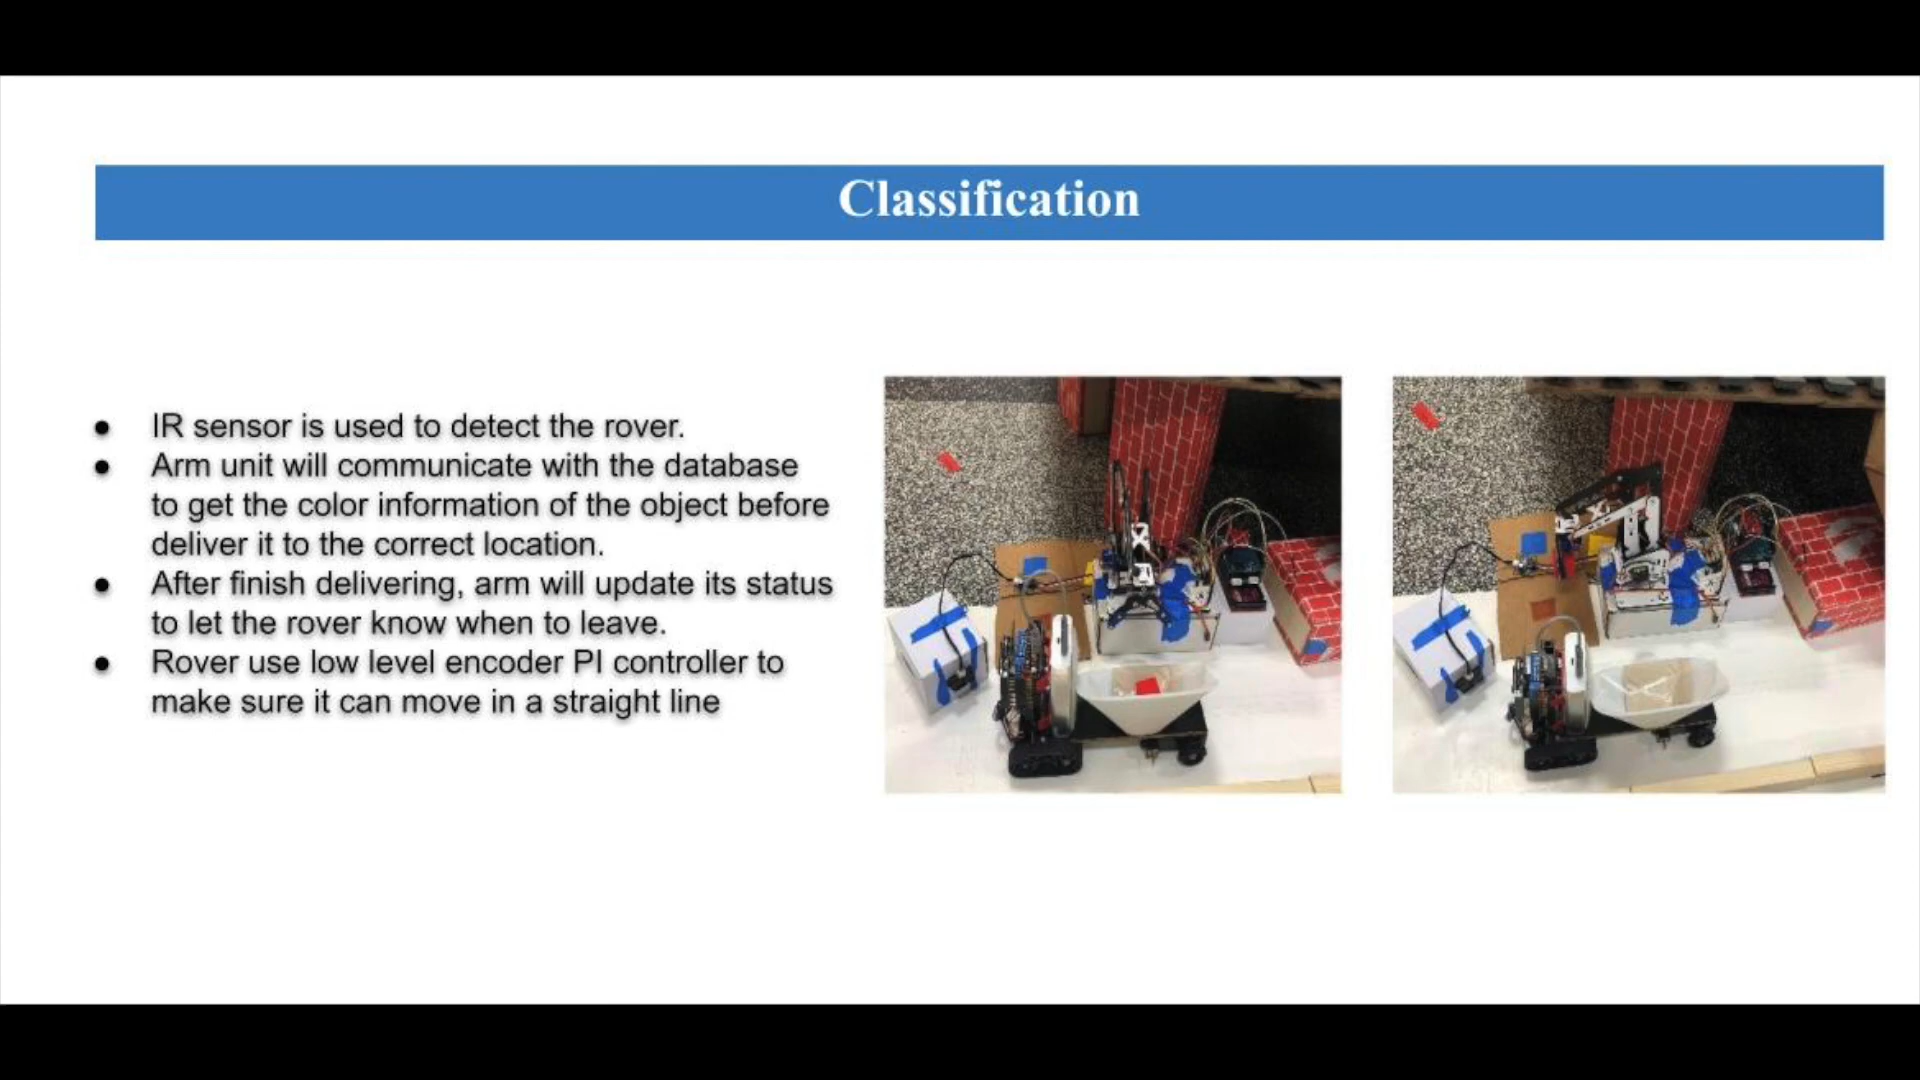 Classification
● IR sensor is used to detect the rover.
● Arm unit will communicate with the database
to get the color information of the object before
deliver it to the correct location.
● After finish delivering, arm will update its status
to let the rover know when to leave.
● Rover use low level encoder PI controller to
make sure it can move in a straight line